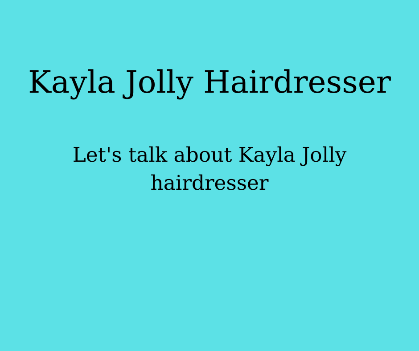 Kayla Jolly Hairdresser
Let's talk about Kayla Jolly
hairdresser